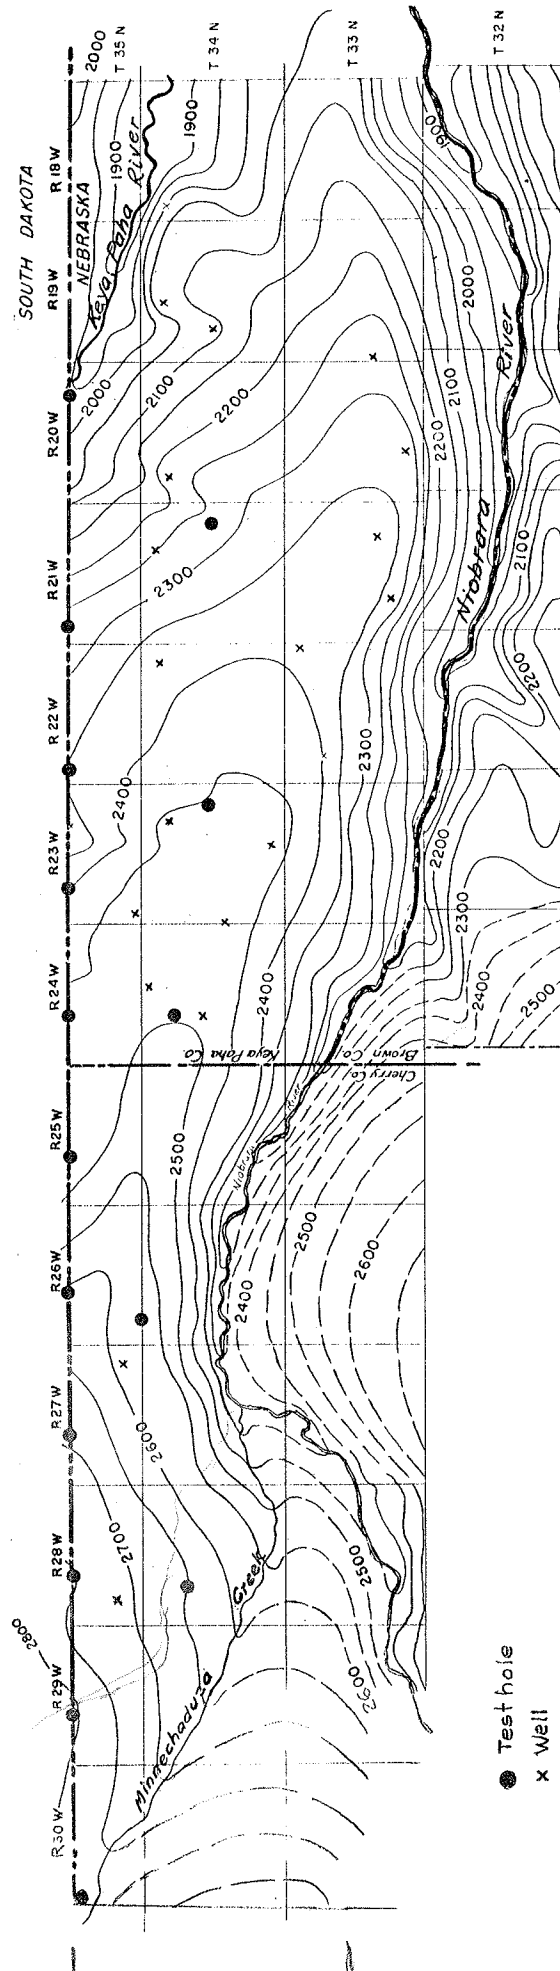 SOUTH DAKOTA
NEBRASKA
R30W
R29W
R28W
R27W
R26W
R25W
R24W
R23W
R 22 W
R21W
R20W
R19W
R18W
T 35 N
T 34 N
T 33 N
T 32 N
2800
2700
2600
2500
2400
2300
2200
2100
2000
1900
1900
2000
Keya Paha River
Minnechaduza Creek
Niobrara River
Keya Paha Co.
Cherry Co.
Brown Co.
2400
2300
2200
2100
2000
1900
2400
2500
2600
2500
2600
2500
2400
2300
2200
2200
2100
Niobrara River
Test hole
x Well